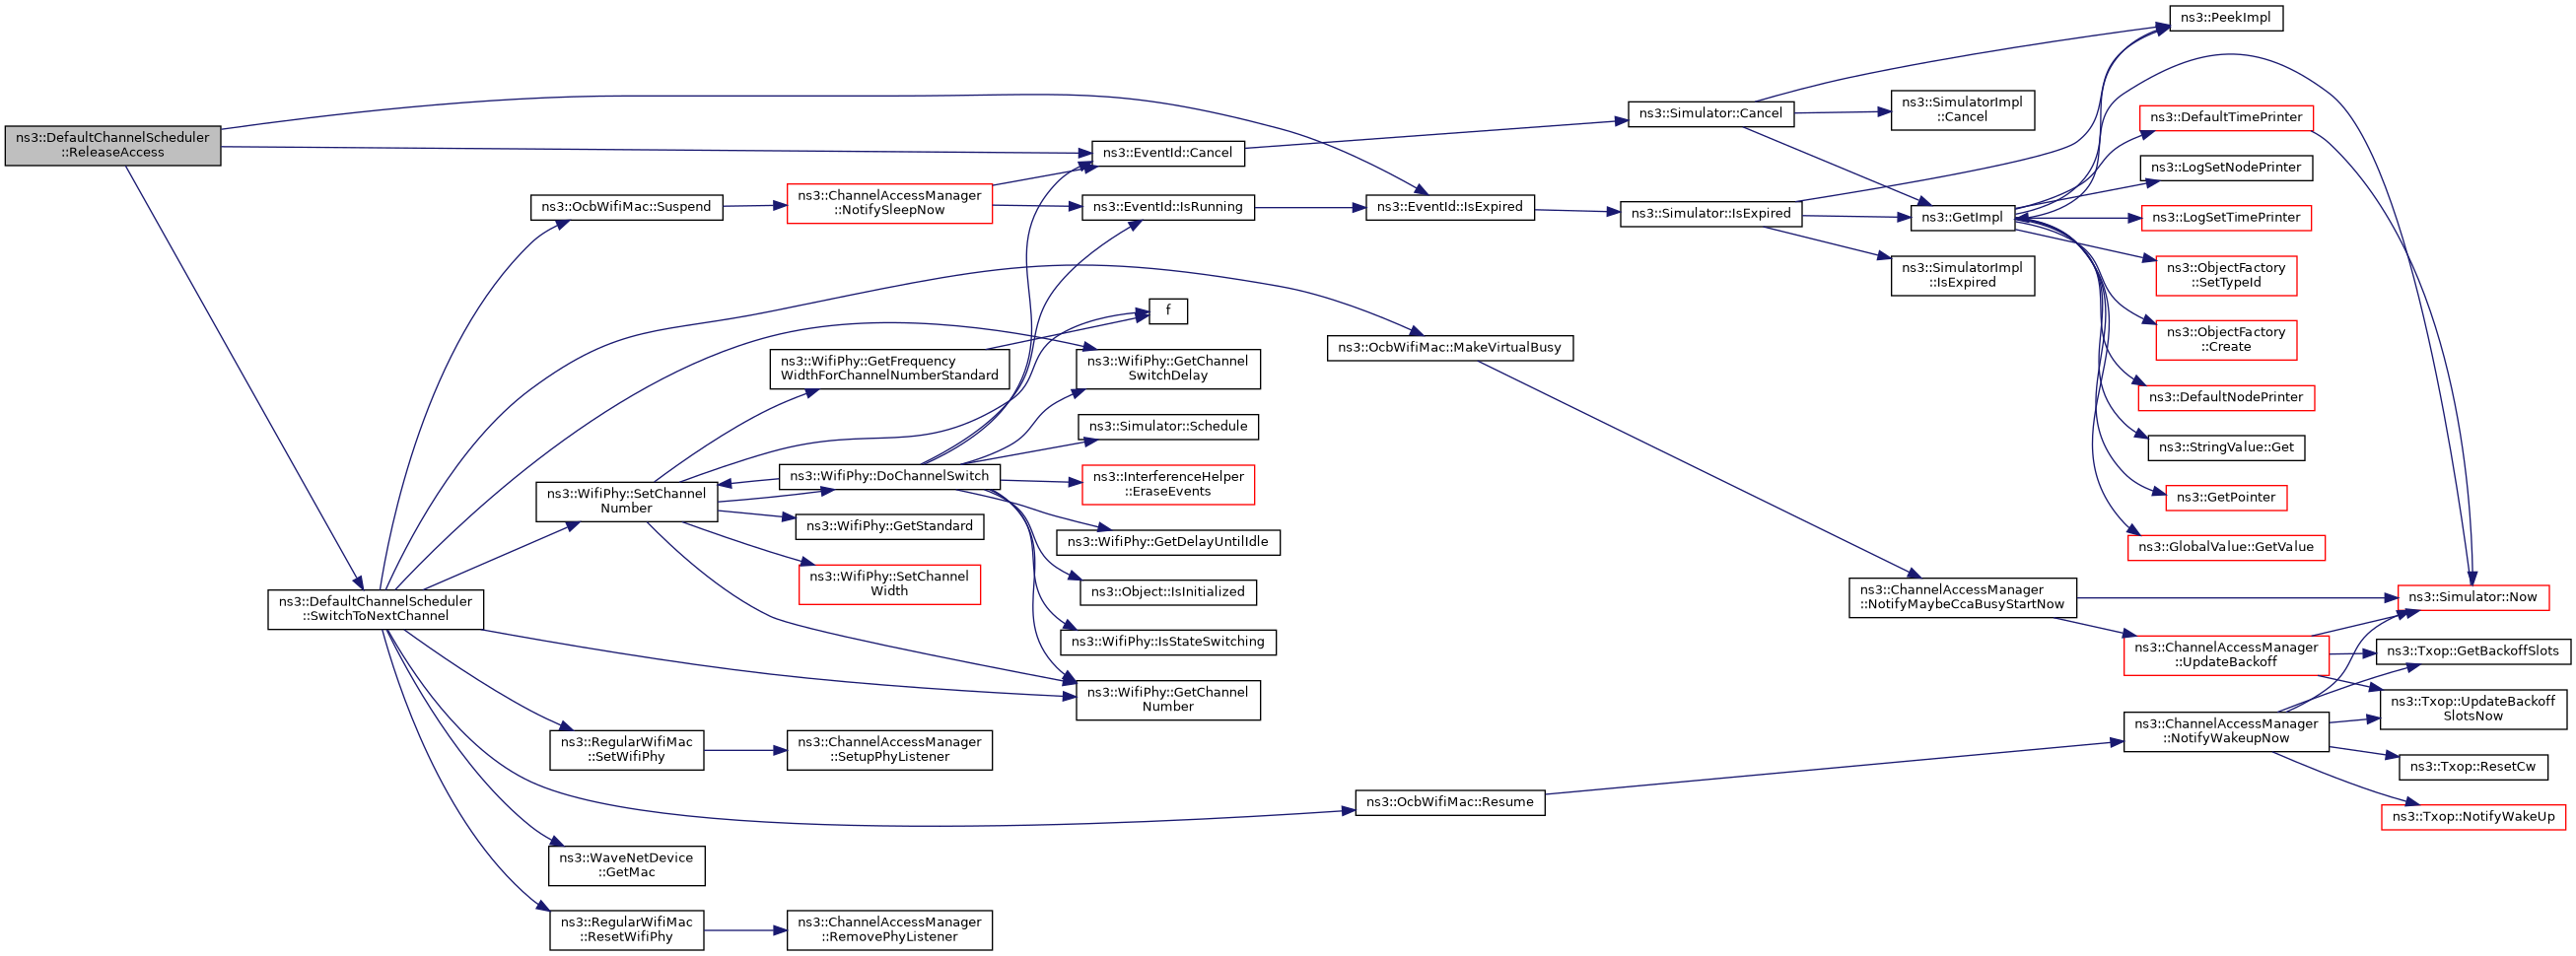 ns3::DefaultChannelScheduler
::ReleaseAccess
ns3::DefaultChannelScheduler
::SwitchToNextChannel
ns3::OcbWifiMac::Suspend
ns3::WifiPhy::SetChannel
Number
ns3::RegularWifiMac
::SetWifiPhy
ns3::WaveNetDevice
::GetMac
ns3::RegularWifiMac
::ResetWifiPhy
ns3::ChannelAccessManager
::NotifySleepNow
ns3::WifiPhy::GetFrequency
WidthForChannelNumberStandard
ns3::WifiPhy::DoChannelSwitch
ns3::WifiPhy::GetStandard
ns3::WifiPhy::SetChannel
Width
ns3::ChannelAccessManager
::SetupPhyListener
ns3::ChannelAccessManager
::RemovePhyListener
ns3::EventId::Cancel
ns3::EventId::IsRunning
f
ns3::WifiPhy::GetChannel
SwitchDelay
ns3::Simulator::Schedule
ns3::InterferenceHelper
::EraseEvents
ns3::WifiPhy::GetDelayUntilIdle
ns3::Object::IsInitialized
ns3::WifiPhy::IsStateSwitching
ns3::WifiPhy::GetChannel
Number
ns3::EventId::IsExpired
ns3::OcbWifiMac::MakeVirtualBusy
ns3::OcbWifiMac::Resume
ns3::Simulator::Cancel
ns3::Simulator::IsExpired
ns3::SimulatorImpl
::Cancel
ns3::GetImpl
ns3::SimulatorImpl
::IsExpired
ns3::ChannelAccessManager
::NotifyMaybeCcaBusyStartNow
ns3::PeekImpl
ns3::DefaultTimePrinter
ns3::LogSetNodePrinter
ns3::LogSetTimePrinter
ns3::ObjectFactory
::SetTypeId
ns3::ObjectFactory
::Create
ns3::DefaultNodePrinter
ns3::StringValue::Get
ns3::GetPointer
ns3::GlobalValue::GetValue
ns3::ChannelAccessManager
::UpdateBackoff
ns3::ChannelAccessManager
::NotifyWakeupNow
ns3::Simulator::Now
ns3::Txop::GetBackoffSlots
ns3::Txop::UpdateBackoff
SlotsNow
ns3::Txop::ResetCw
ns3::Txop::NotifyWakeUp